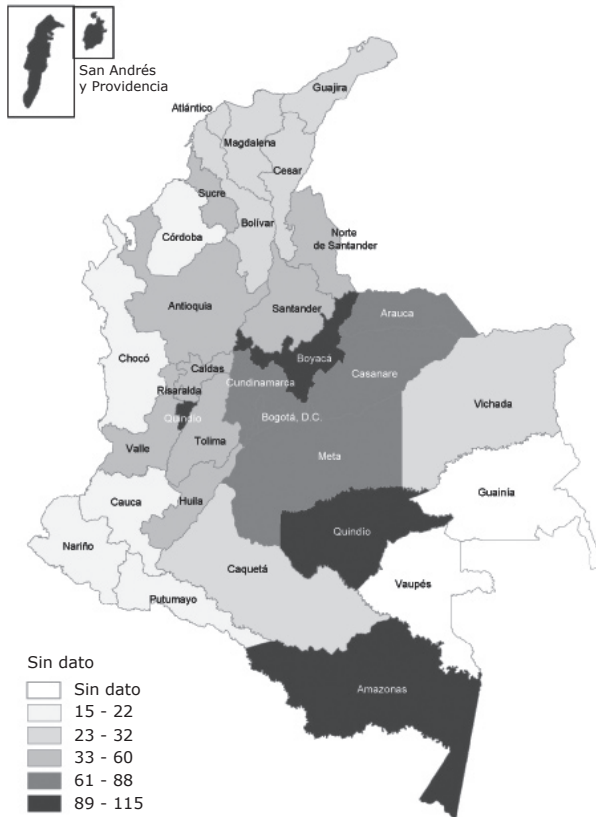 San Andrés
y Providencia
Guajira
Atlántico
Magdalena
Cesar
Sucre
Bolívar
Norte
de Santander
Córdoba
Antioquia
Santander
Arauca
Boyacá
Chocó
Caldas
Cundinamarca
Casanare
Risaralda
Vichada
Quindío
Bogotá, D.C.
Tolima
Valle
Meta
Guainía
Cauca
Huila
Quindío
Nariño
Caquetá
Vaupés
Putumayo
Amazonas
Sin dato
Sin dato
15 - 22
23 - 32
33 - 60
61 - 88
89 - 115